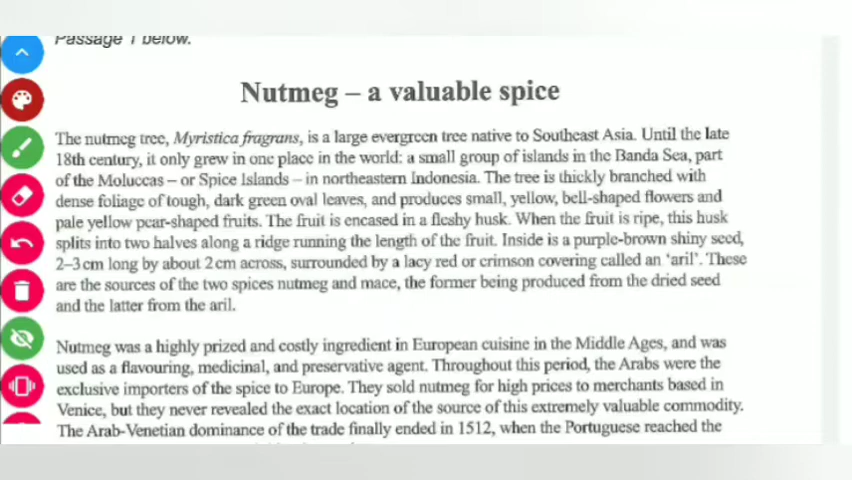 Passage 1 below.
Nutmeg – a valuable spice
The nutmeg tree, Myristica fragrans, is a large evergreen tree native to Southeast Asia. Until the late
18th century, it only grew in one place in the world: a small group of islands in the Banda Sea, part
of the Moluccas – or Spice Islands – in northeastern Indonesia. The tree is thickly branched with
dense foliage of tough, dark green oval leaves, and produces small, yellow, bell-shaped flowers and
pale yellow pear-shaped fruits. The fruit is encased in a fleshy husk. When the fruit is ripe, this husk
splits into two halves along a ridge running the length of the fruit. Inside is a purple-brown shiny seed,
2–3 cm long by about 2 cm across, surrounded by a lacy red or crimson covering called an ‘aril’. These
are the sources of the two spices nutmeg and mace, the former being produced from the dried seed
and the latter from the aril.
Nutmeg was a highly prized and costly ingredient in European cuisine in the Middle Ages, and was
used as a flavouring, medicinal, and preservative agent. Throughout this period, the Arabs were the
exclusive importers of the spice to Europe. They sold nutmeg for high prices to merchants based in
Venice, but they never revealed the exact location of the source of this extremely valuable commodity.
The Arab-Venetian dominance of the trade finally ended in 1512, when the Portuguese reached the